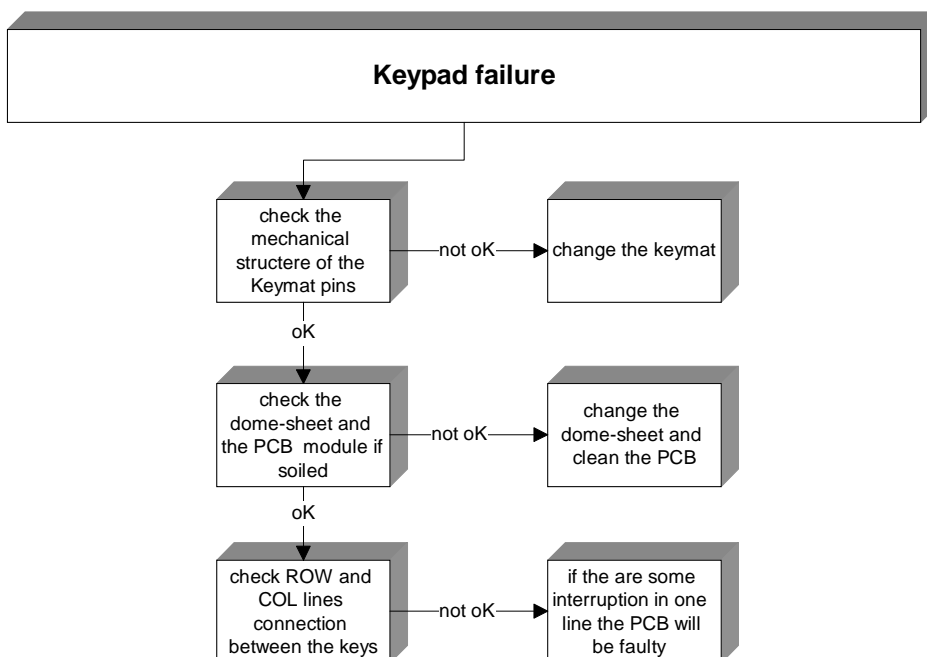 Keypad failure
check the
mechanical
structere of the
Keymat pins
not oK
change the keymat
oK
check the
dome-sheet and
the PCB module if
soiled
not oK
change the
dome-sheet and
clean the PCB
oK
check ROW and
COL lines
connection
between the keys
not oK
if the are some
interruption in one
line the PCB will
be faulty